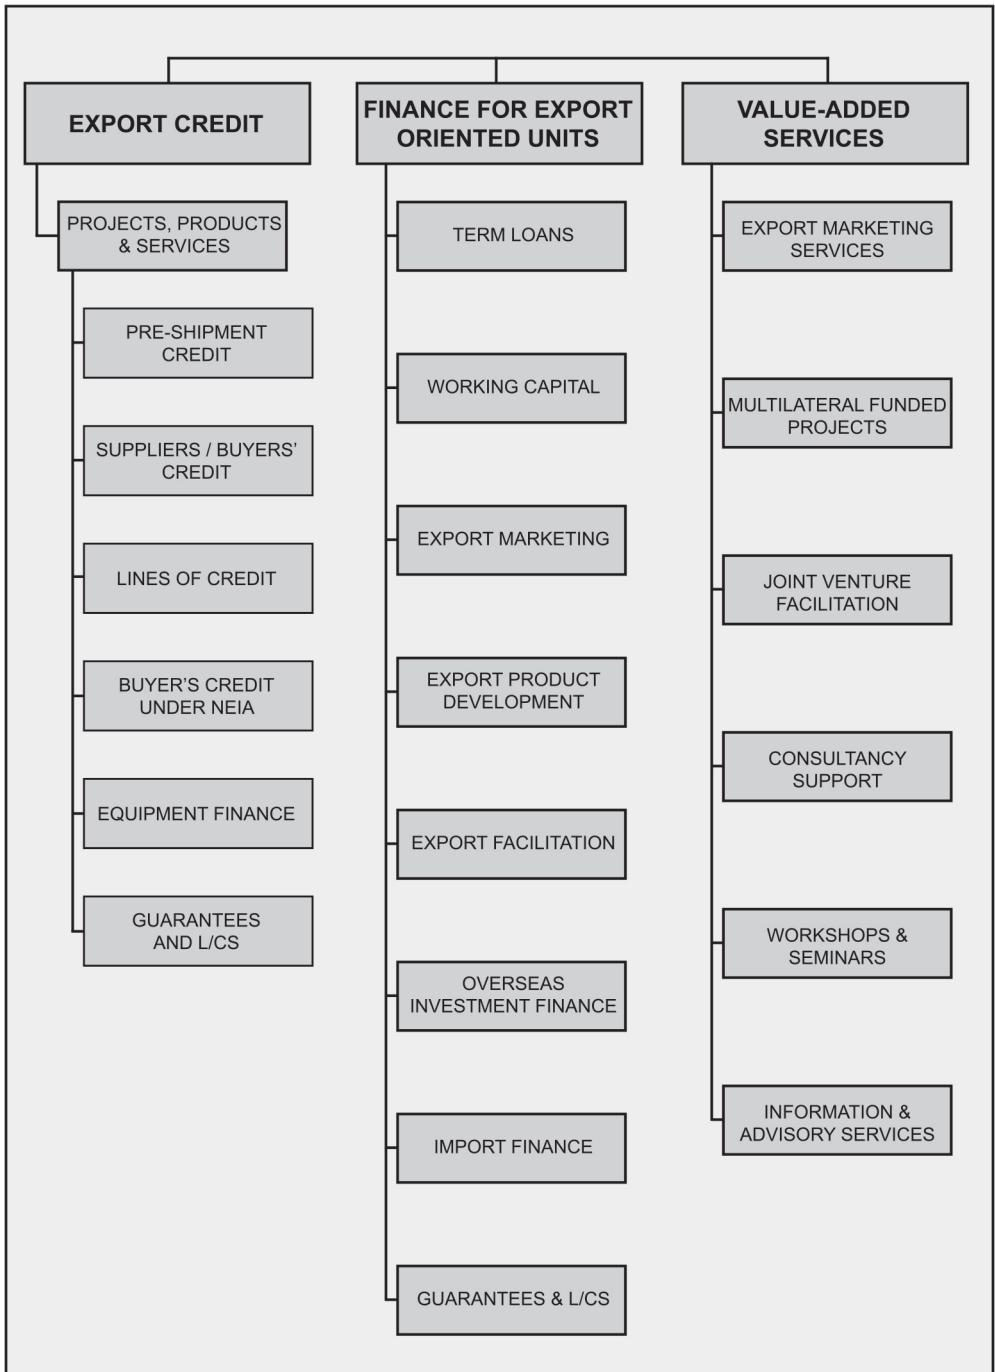 EXPORT CREDIT
PROJECTS, PRODUCTS
& SERVICES
PRE-SHIPMENT
CREDIT
SUPPLIERS / BUYERS’
CREDIT
LINES OF CREDIT
BUYER’S CREDIT
UNDER NEIA
EQUIPMENT FINANCE
GUARANTEES
AND L/CS
FINANCE FOR EXPORT
ORIENTED UNITS
TERM LOANS
WORKING CAPITAL
EXPORT MARKETING
EXPORT PRODUCT
DEVELOPMENT
EXPORT FACILITATION
OVERSEAS
INVESTMENT FINANCE
IMPORT FINANCE
GUARANTEES & L/CS
VALUE-ADDED
SERVICES
EXPORT MARKETING
SERVICES
MULTILATERAL FUNDED
PROJECTS
JOINT VENTURE
FACILITATION
CONSULTANCY
SUPPORT
WORKSHOPS &
SEMINARS
INFORMATION &
ADVISORY SERVICES